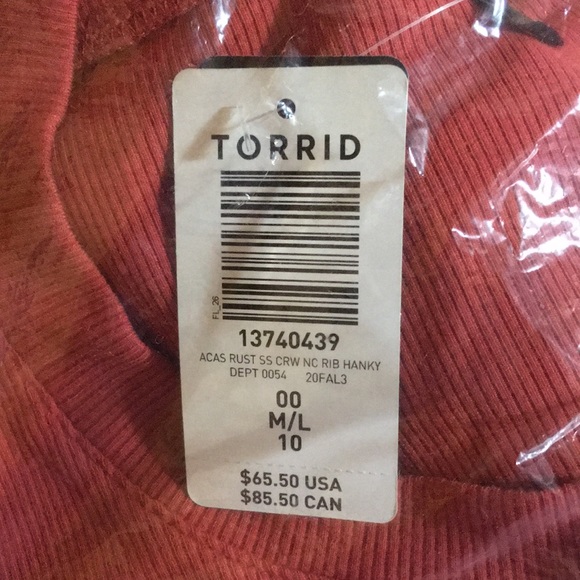 TORRID
FL_26
13740439
ACAS RUST SS CRW NC RIB HANKY
DEPT 0054 20FAL3
00
M/L
10
$65.50 USA
$85.50 CAN